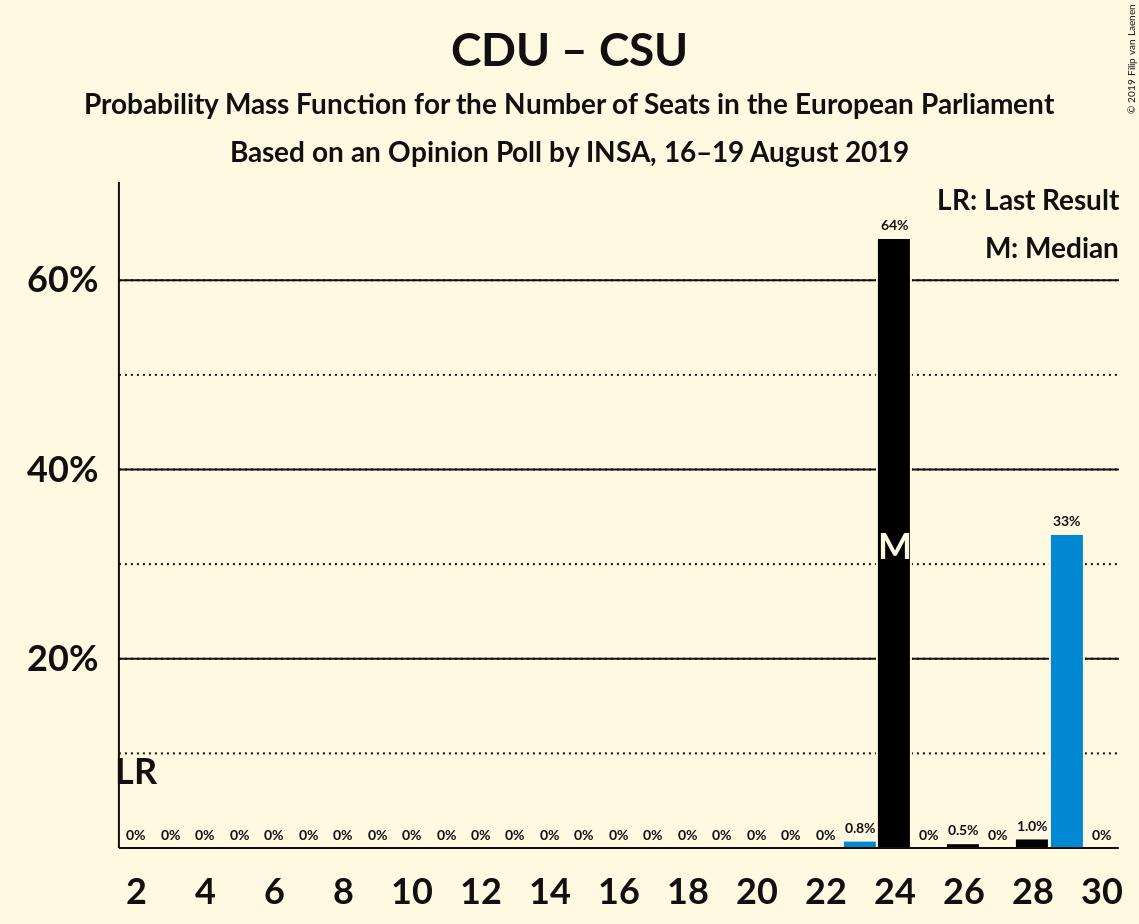 CDU – CSU
Probability Mass Function for the Number of Seats in the European Parliament
Based on an Opinion Poll by INSA, 16–19 August 2019
© 2019 Filip van Laenen
LR: Last Result
M: Median
64%
60%
40%
33%
M
20%
LR
0% 0% 0% 0% 0% 0% 0% 0% 0% 0% 0% 0% 0% 0% 0% 0% 0% 0% 0% 0% 0% 0.8% 0% 0.5% 0% 1.0% 0%
2 4 6 8 10 12 14 16 18 20 22 24 26 28 30